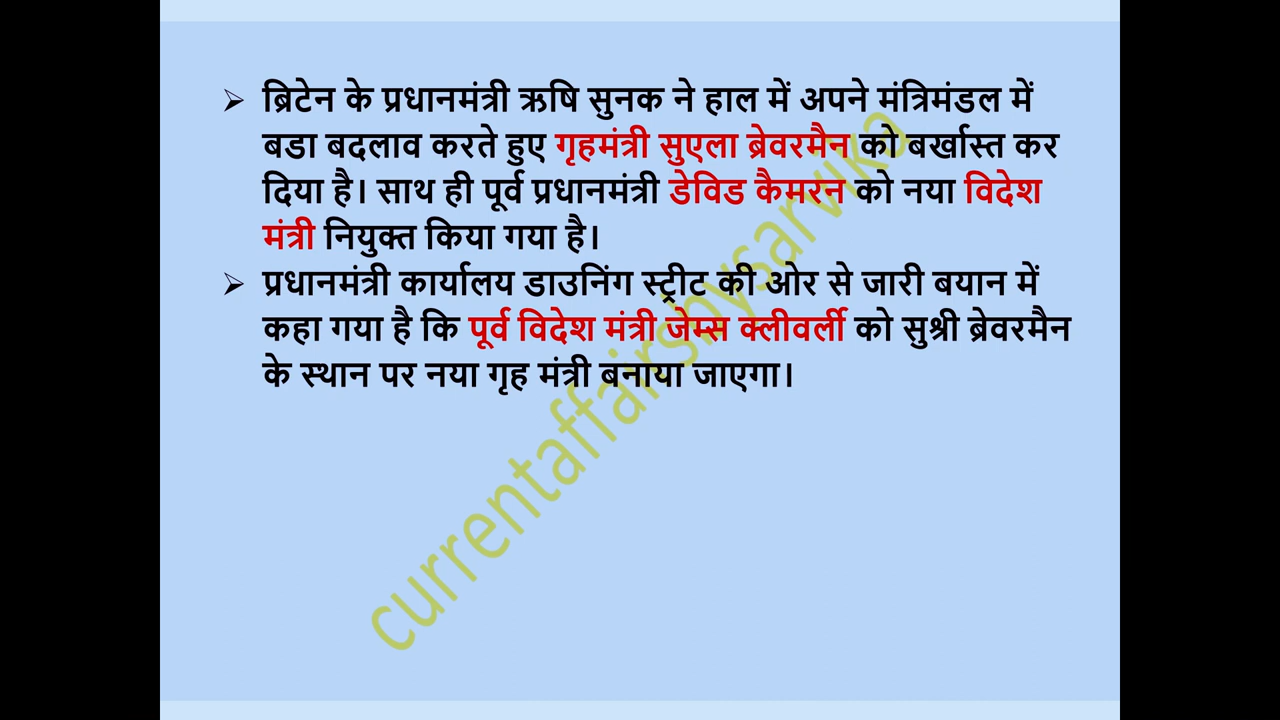 ➢ ब्रिटेन के प्रधानमंत्री ऋषि सुनक ने हाल में अपने मंत्रिमंडल में
बडा बदलाव करते हुए गृहमंत्री सुएला ब्रेवरमैन को बर्खास्त कर
दिया है। साथ ही पूर्व प्रधानमंत्री डेविड कैमरन को नया विदेश
मंत्री नियुक्त किया गया है।
➢ प्रधानमंत्री कार्यालय डाउनिंग स्ट्रीट की ओर से जारी बयान में
कहा गया है कि पूर्व विदेश मंत्री जेम्स क्लीवर्ली को सुश्री ब्रेवरमैन
के स्थान पर नया गृह मंत्री बनाया जाएगा।
currentaffairsbysarvika